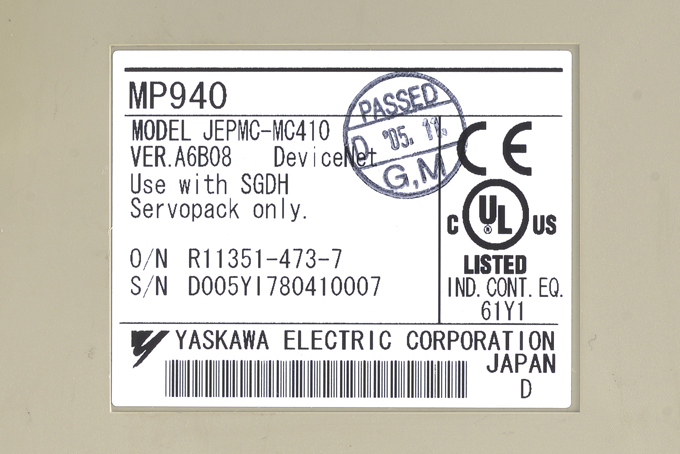 MP940
MODEL JEPMC-MC410
VER.A6B08 DeviceNet
Use with SGDH
Servopack only.
O/N R11351-473-7
S/N D005YI780410007
PASSED
D. '05. 11.
G,M
CE
C UL US
®
LISTED
IND. CONT. EQ.
61Y1
YASKAWA ELECTRIC CORPORATION
JAPAN
D